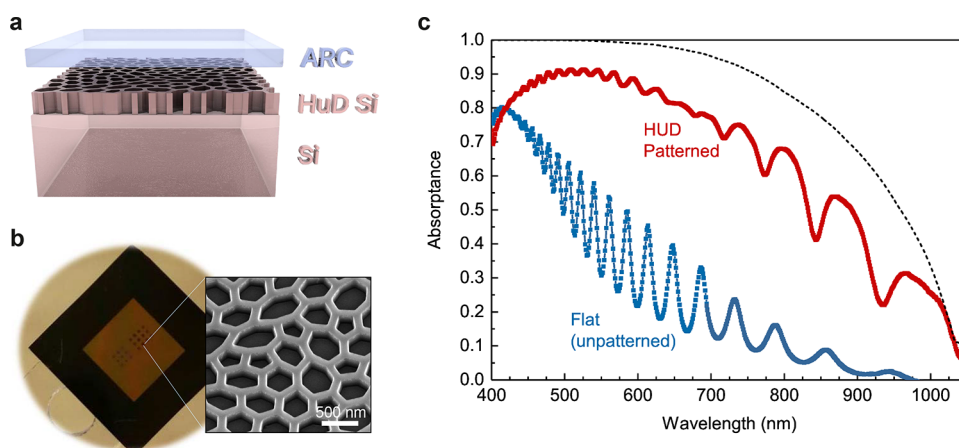 a
ARC
HuD Si
Si
b
500 nm
c
Absorptance
1.0
0.9
0.8
0.7
0.6
0.5
0.4
0.3
0.2
0.1
0.0
HUD
Patterned
Flat
(unpatterned)
400 500 600 700 800 900 1000
Wavelength (nm)